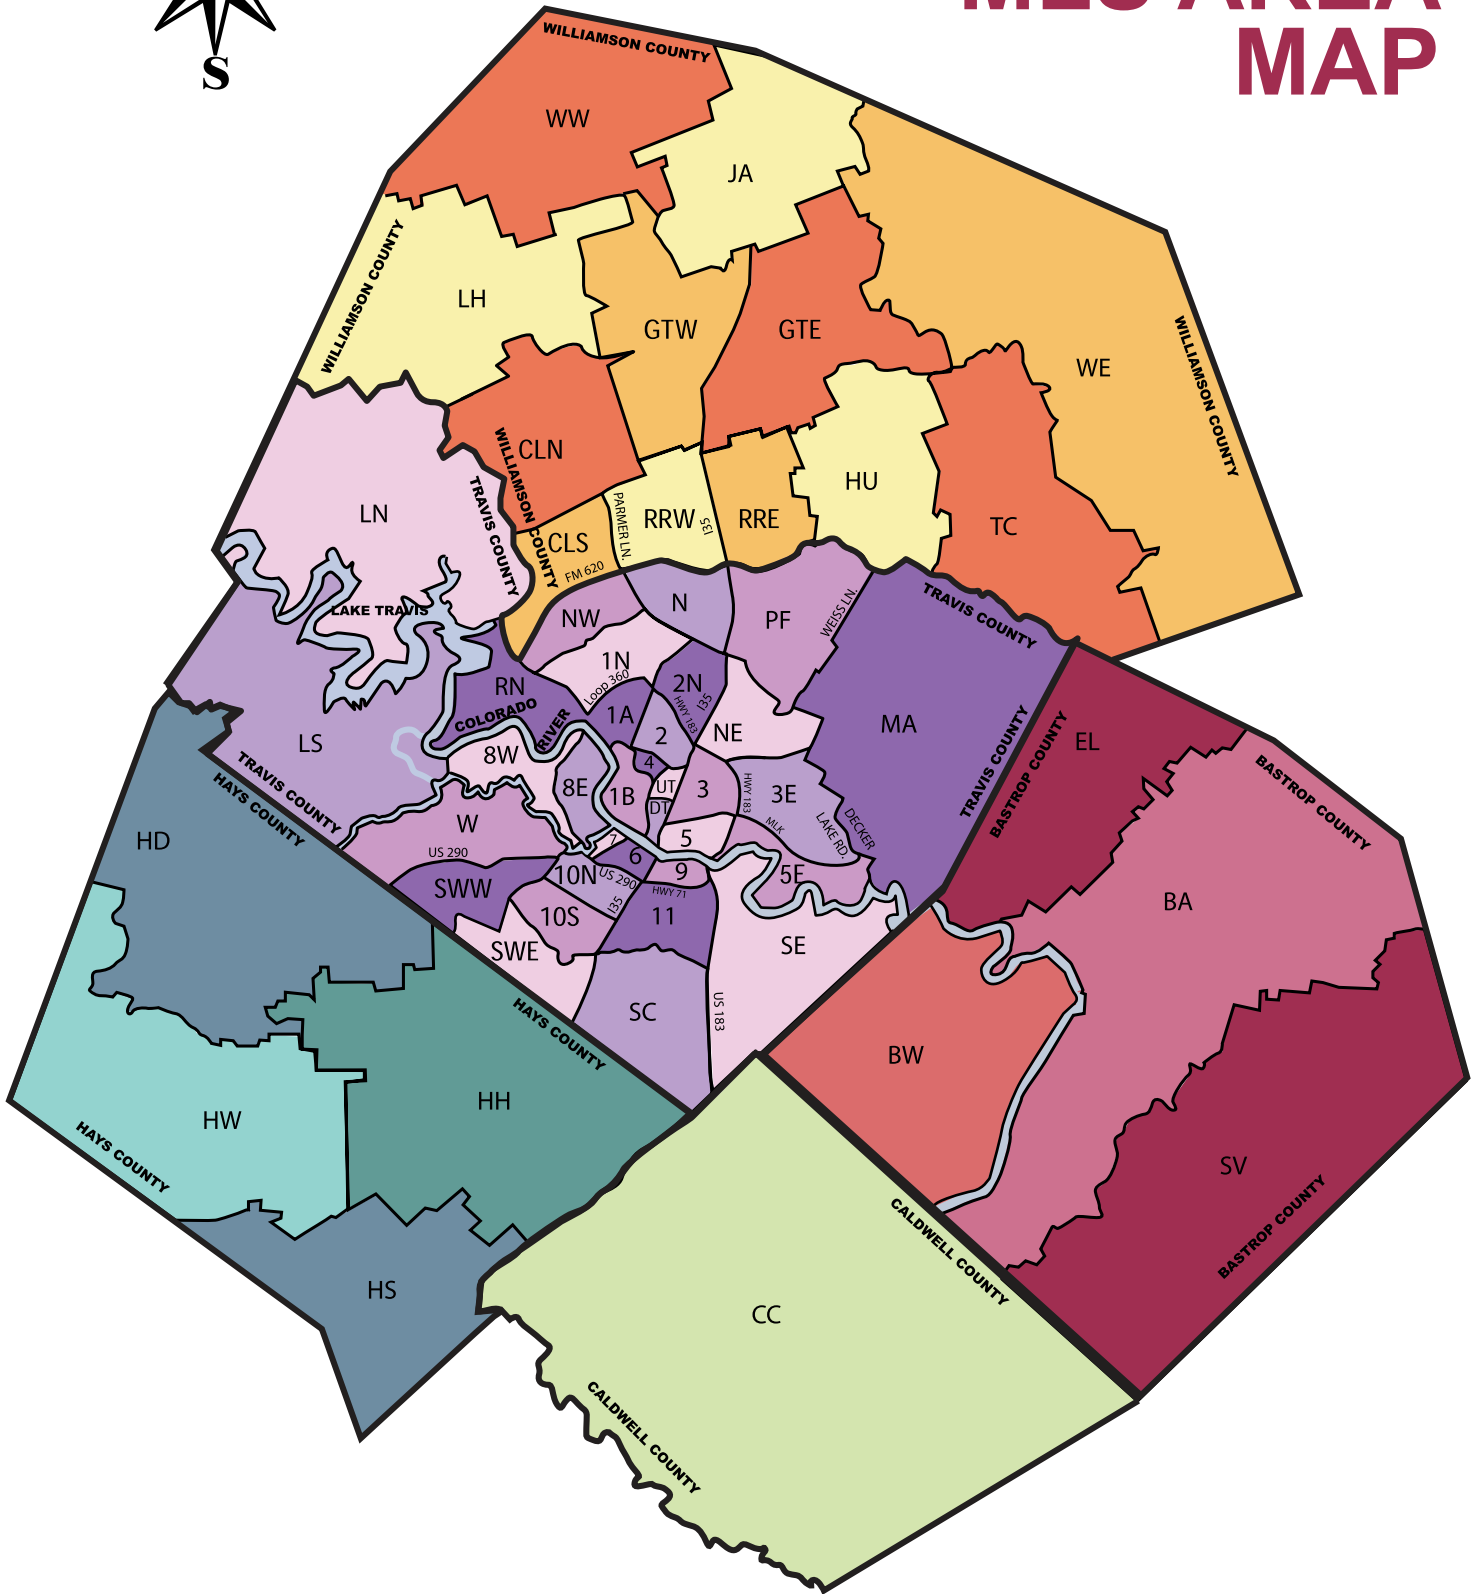 MLS AREA
MAP
S
WILLIAMSON COUNTY
WW
JA
WILLIAMSON COUNTY
LH
GTW
GTE
WE
WILLIAMSON COUNTY
CLN
WILLIAMSON COUNTY
HU
TC
LN
TRAVIS COUNTY
PARMER LN.
RRW
I35
RRE
CLS
FM 620
LAKE TRAVIS
NW
N
PF
WEISS LN.
TRAVIS COUNTY
1N
Loop 360
2N
HWY 183
I35
RN
COLORADO
RIVER
1A
2
NE
MA
TRAVIS COUNTY
BASTROP COUNTY
EL
BASTROP COUNTY
LS
8W
4
UT
3
HWY 183
3E
TRAVIS COUNTY
HAYS COUNTY
8E
1B
DT
MLK
LAKE RD.
DECKER
HD
W
US 290
7
5
6
9
5E
SWW
10N
US 290
HWY 71
I35
10S
11
BA
SWE
SE
SC
US 183
HAYS COUNTY
BW
HH
HW
HAYS COUNTY
SV
BASTROP COUNTY
CALDWELL COUNTY
HS
CC
CALDWELL COUNTY